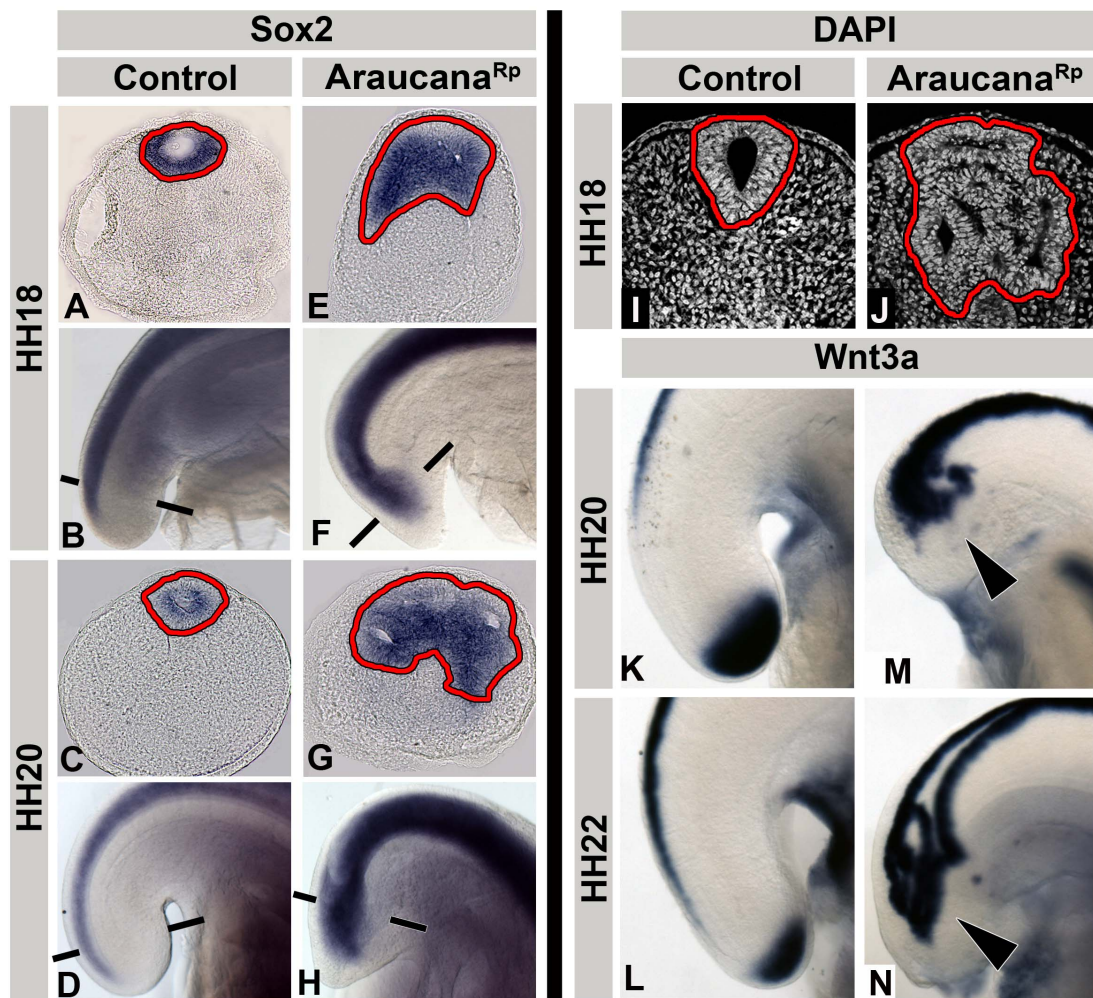 Sox2
Control
Araucana^Rp
HH18
A
E
B
F
HH20
C
G
D
H
DAPI
Control
Araucana^Rp
HH18
I
J
Wnt3a
HH20
K
M
HH22
L
N